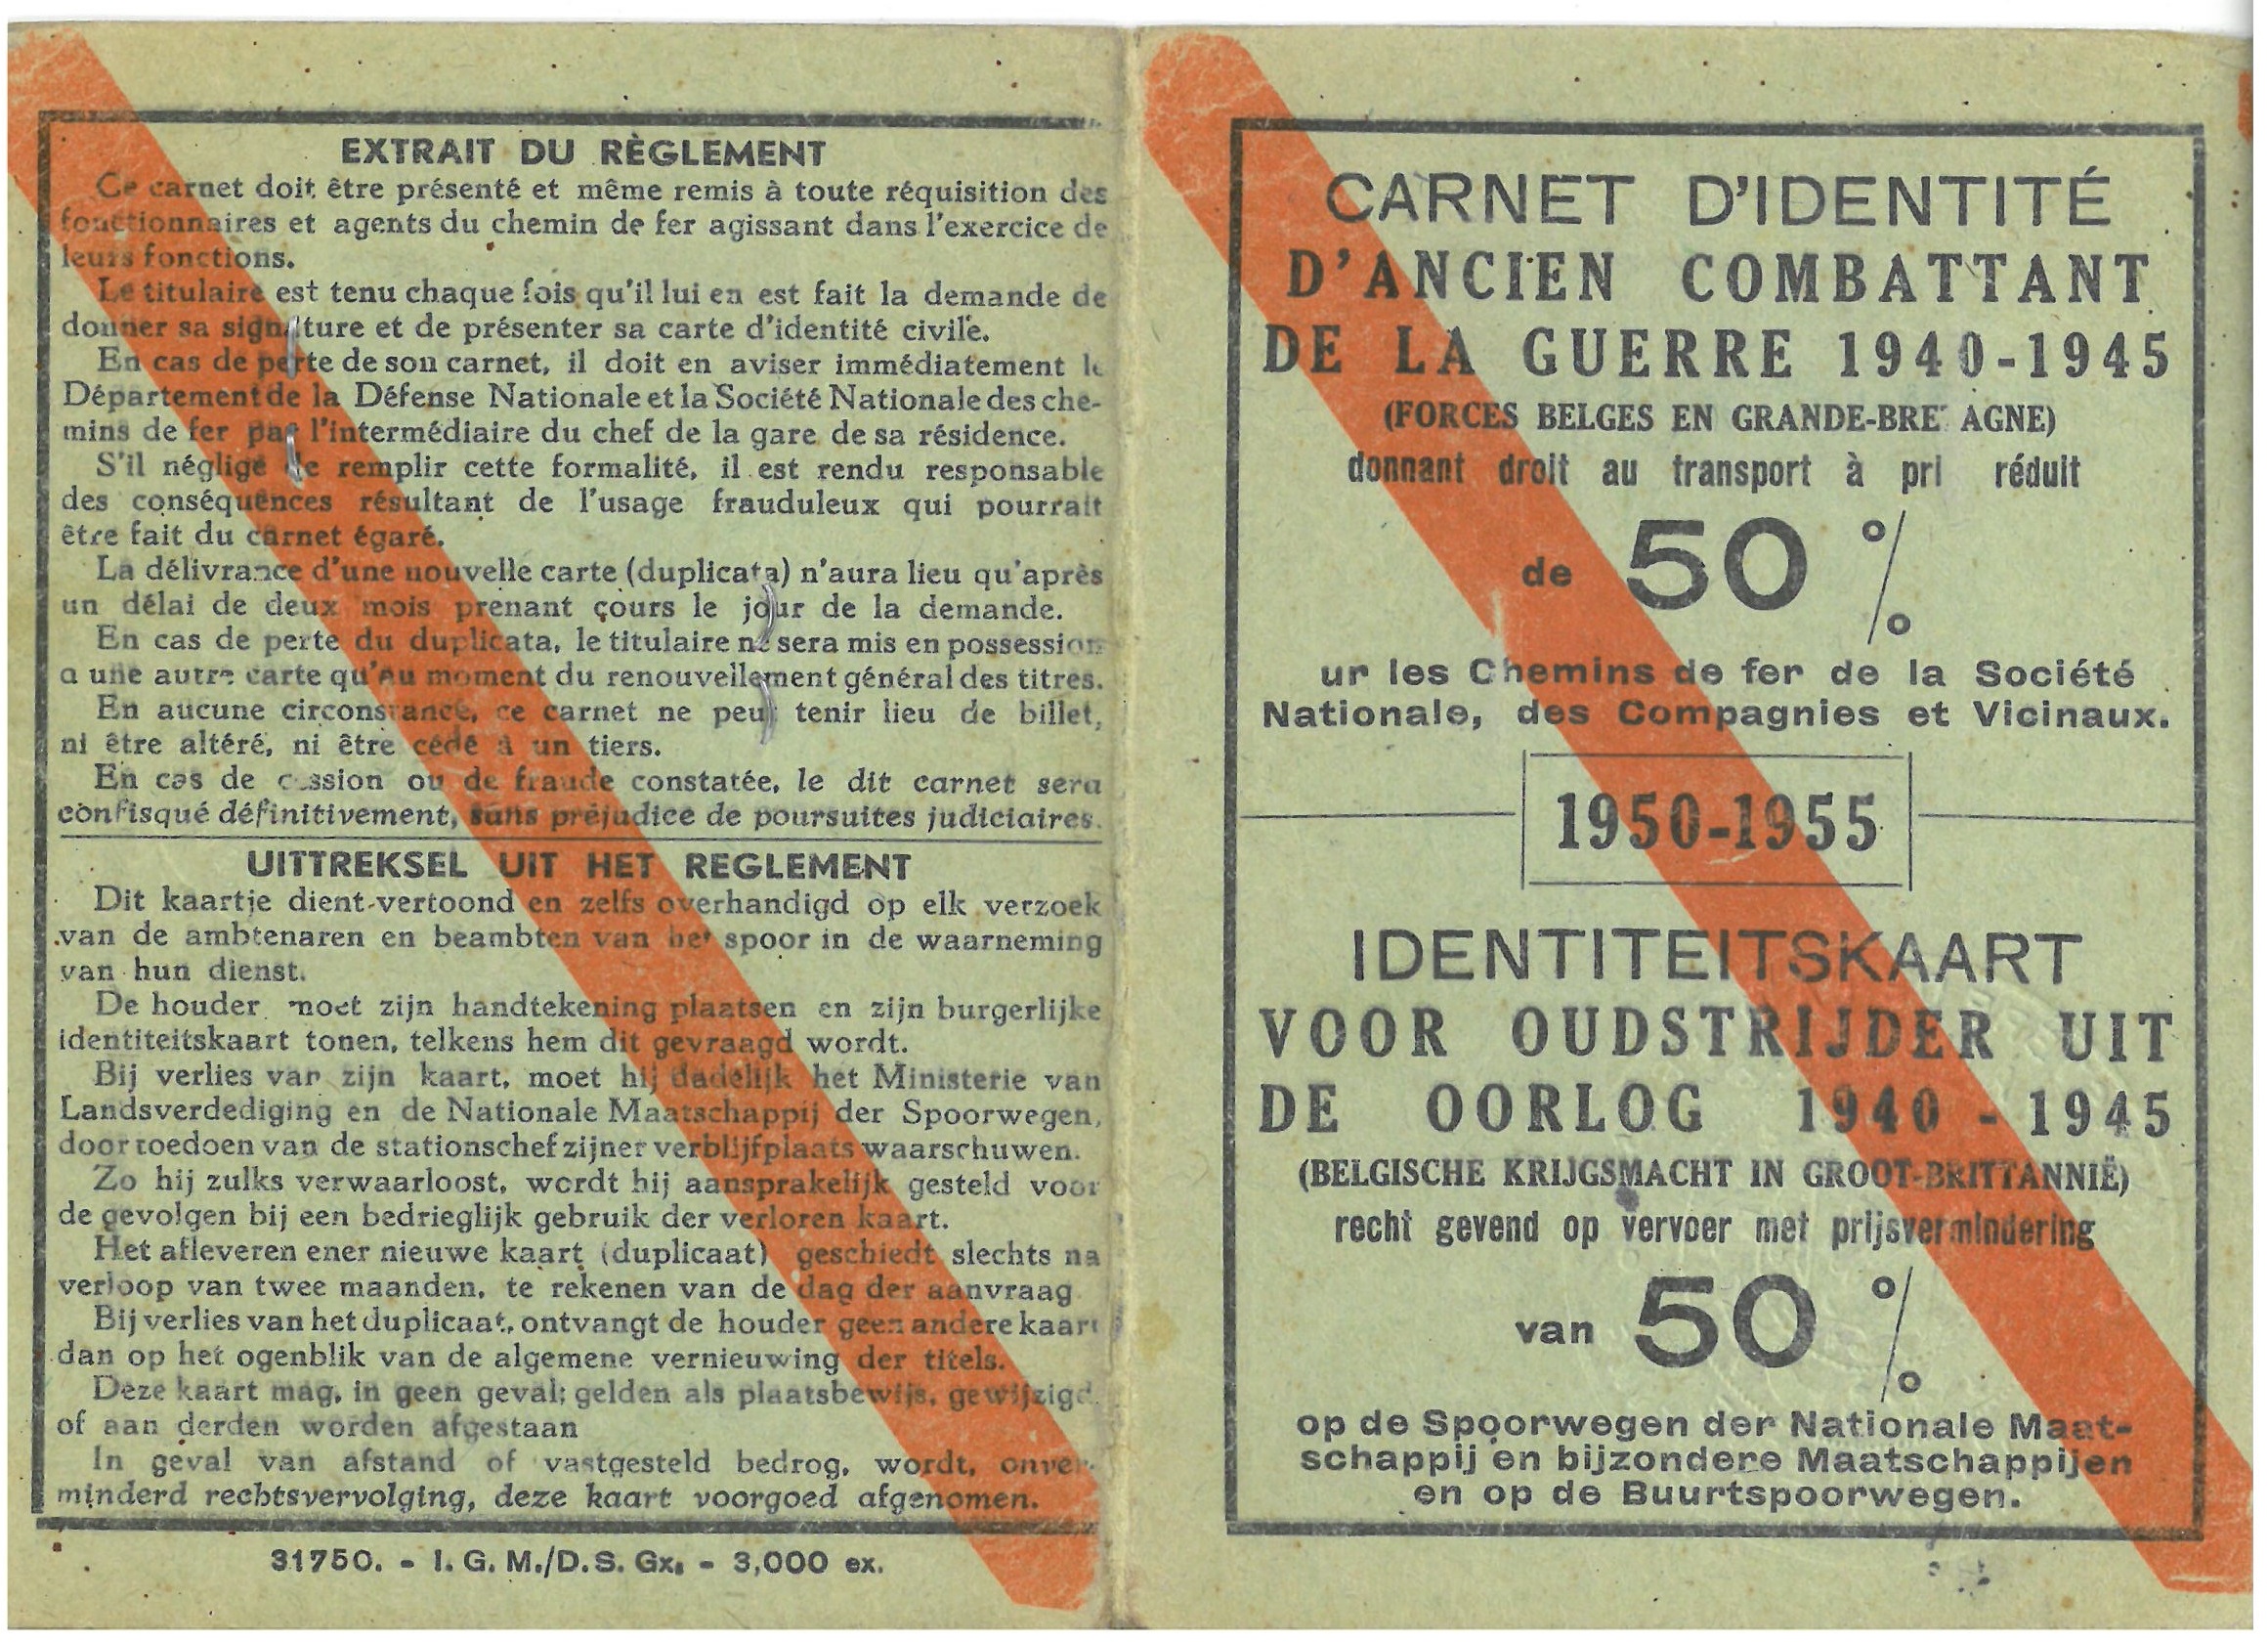 EXTRAIT DU RÈGLEMENT
Ce carnet doit être présenté et même remis à toute réquisition des
fonctionnaires et agents du chemin de fer agissant dans l'exercice de
leurs fonctions.
Le titulaire est tenu chaque fois qu'il lui en est fait la demande de
donner sa signature et de présenter sa carte d'identité civile.
En cas de perte de son carnet, il doit en aviser immédiatement le
Département de la Défense Nationale et la Société Nationale des che-
mins de fer par l'intermédiaire du chef de la gare de sa résidence.
S'il néglige de remplir cette formalité, il est rendu responsable
des conséquences résultant de l'usage frauduleux qui pourrait
être fait du carnet égaré.
La délivrance d'une nouvelle carte (duplicata) n'aura lieu qu'après
un délai de deux mois prenant cours le jour de la demande.
En cas de perte du duplicata, le titulaire ne sera mis en possession
d'une autre carte qu'au moment du renouvellement général des titres.
En aucune circonstance, ce carnet ne peut tenir lieu de billet,
ni être altéré, ni être cédé à un tiers.
En cas de cession ou de fraude constatée, le dit carnet sera
confisqué définitivement, sans préjudice de poursuites judiciaires.
UITTREKSEL UIT HET REGLEMENT
Dit kaartje dient vertoond en zelfs overhandigd op elk verzoek
van de ambtenaren en beambten van het spoor in de waarneming
van hun dienst.
De houder moet zijn handtekening plaatsen en zijn burgerlijke
identiteitskaart tonen, telkens hem dit gevraagd wordt.
Bij verlies van zijn kaart, moet hij dadelijk het Ministerie van
Landsverdediging en de Nationale Maatschappij der Spoorwegen,
door toedoen van de stationschef zijner verblijfplaats waarschuwen.
Zo hij zulks verwaarloost, wordt hij aansprakelijk gesteld voor
de gevolgen bij een bedrieglijk gebruik der verloren kaart.
Het afleveren ener nieuwe kaart (duplicaat) geschiedt slechts na
verloop van twee maanden, te rekenen van de dag der aanvraag
Bij verlies van het duplicaat, ontvangt de houder geen andere kaart
dan op het ogenblik van de algemene vernieuwing der titels.
Deze kaart mag, in geen geval; gelden als plaatsbewijs, gewijzigd
of aan derden worden afgestaan
In geval van afstand of vastgesteld bedrog, wordt, onver-
minderd rechtsvervolging, deze kaart voorgoed afgenomen.
31750. - I. G. M./D. S. Gx. - 3,000 ex.
CARNET D'IDENTITÉ
D'ANCIEN COMBATTANT
DE LA GUERRE 1940-1945
(FORCES BELGES EN GRANDE-BRE AGNE)
donnant droit au transport à pri réduit
de 50 %
ur les Chemins de fer de la Société
Nationale, des Compagnies et Vicinaux.
1950-1955
IDENTITEITSKAART
VOOR OUDSTRIJDER UIT
DE OORLOG 1940 - 1945
(BELGISCHE KRIJGSMACHT IN GROOT-BRITTANNIË)
recht gevend op vervoer met prijsvermindering
van 50 %
op de Spoorwegen der Nationale Maat-
schappij en bijzondere Maatschappijen
en op de Buurtspoorwegen.